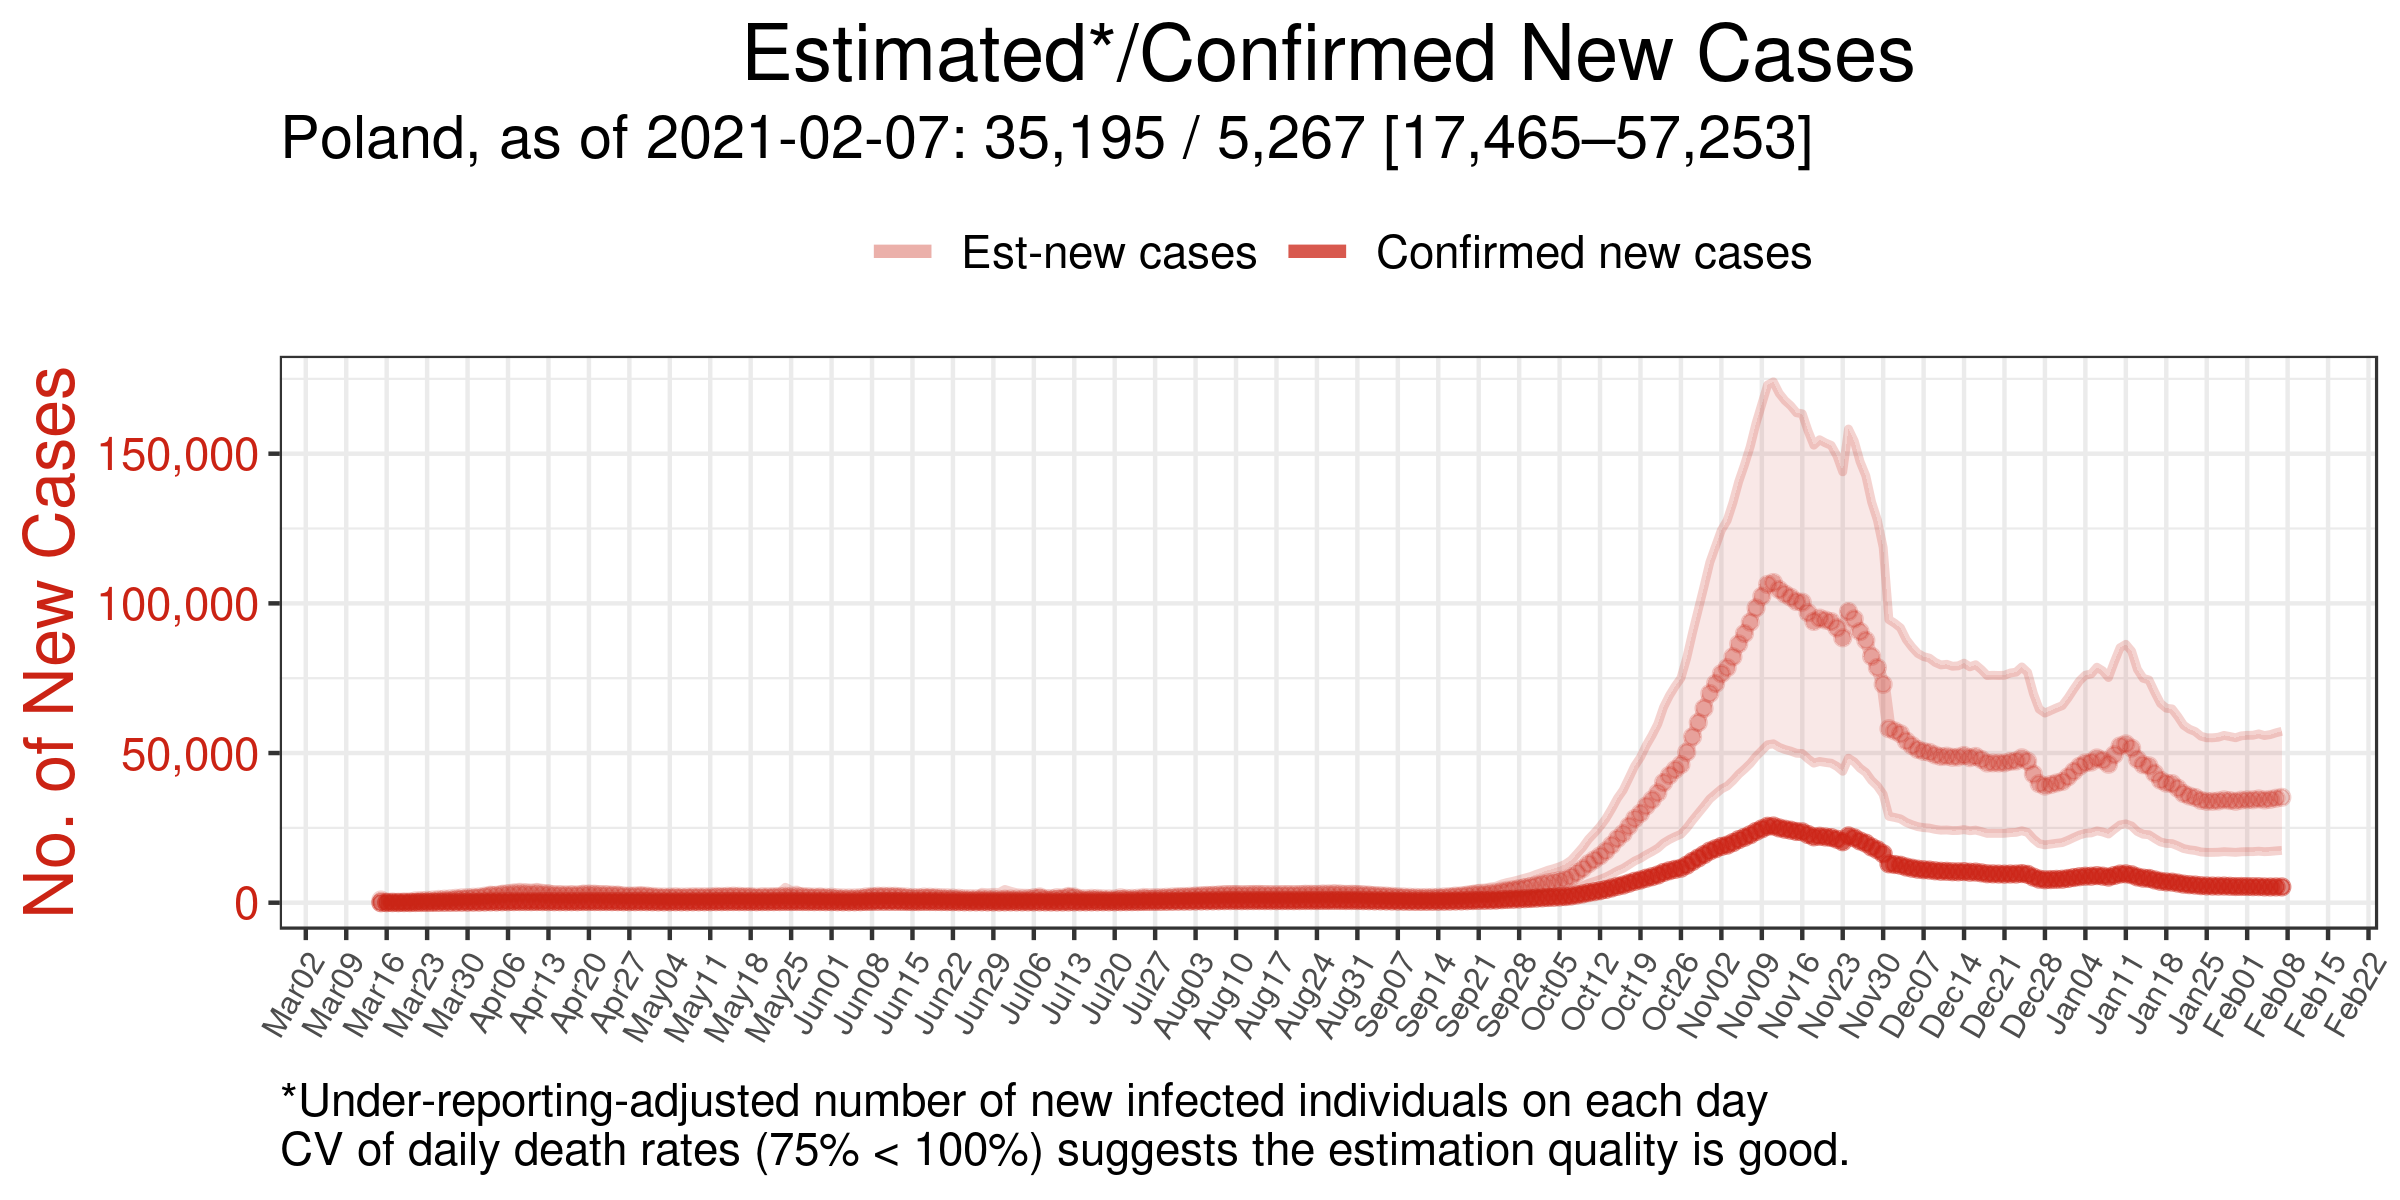 Estimated*/Confirmed New Cases
Poland, as of 2021-02-07: 35,195 / 5,267 [17,465–57,253]
Est-new cases Confirmed new cases
No. of New Cases
150,000
100,000
50,000
0
Mar02 Mar09 Mar16 Mar23 Mar30 Apr06 Apr13 Apr20 Apr27 May04 May11 May18 May25 Jun01 Jun08 Jun15 Jun22 Jun29 Jul06 Jul13 Jul20 Jul27 Aug03 Aug10 Aug17 Aug24 Aug31 Sep07 Sep14 Sep21 Sep28 Oct05 Oct12 Oct19 Oct26 Nov02 Nov09 Nov16 Nov23 Nov30 Dec07 Dec14 Dec21 Dec28 Jan04 Jan11 Jan18 Jan25 Feb01 Feb08 Feb15 Feb22
*Under-reporting-adjusted number of new infected individuals on each day
CV of daily death rates (75% < 100%) suggests the estimation quality is good.